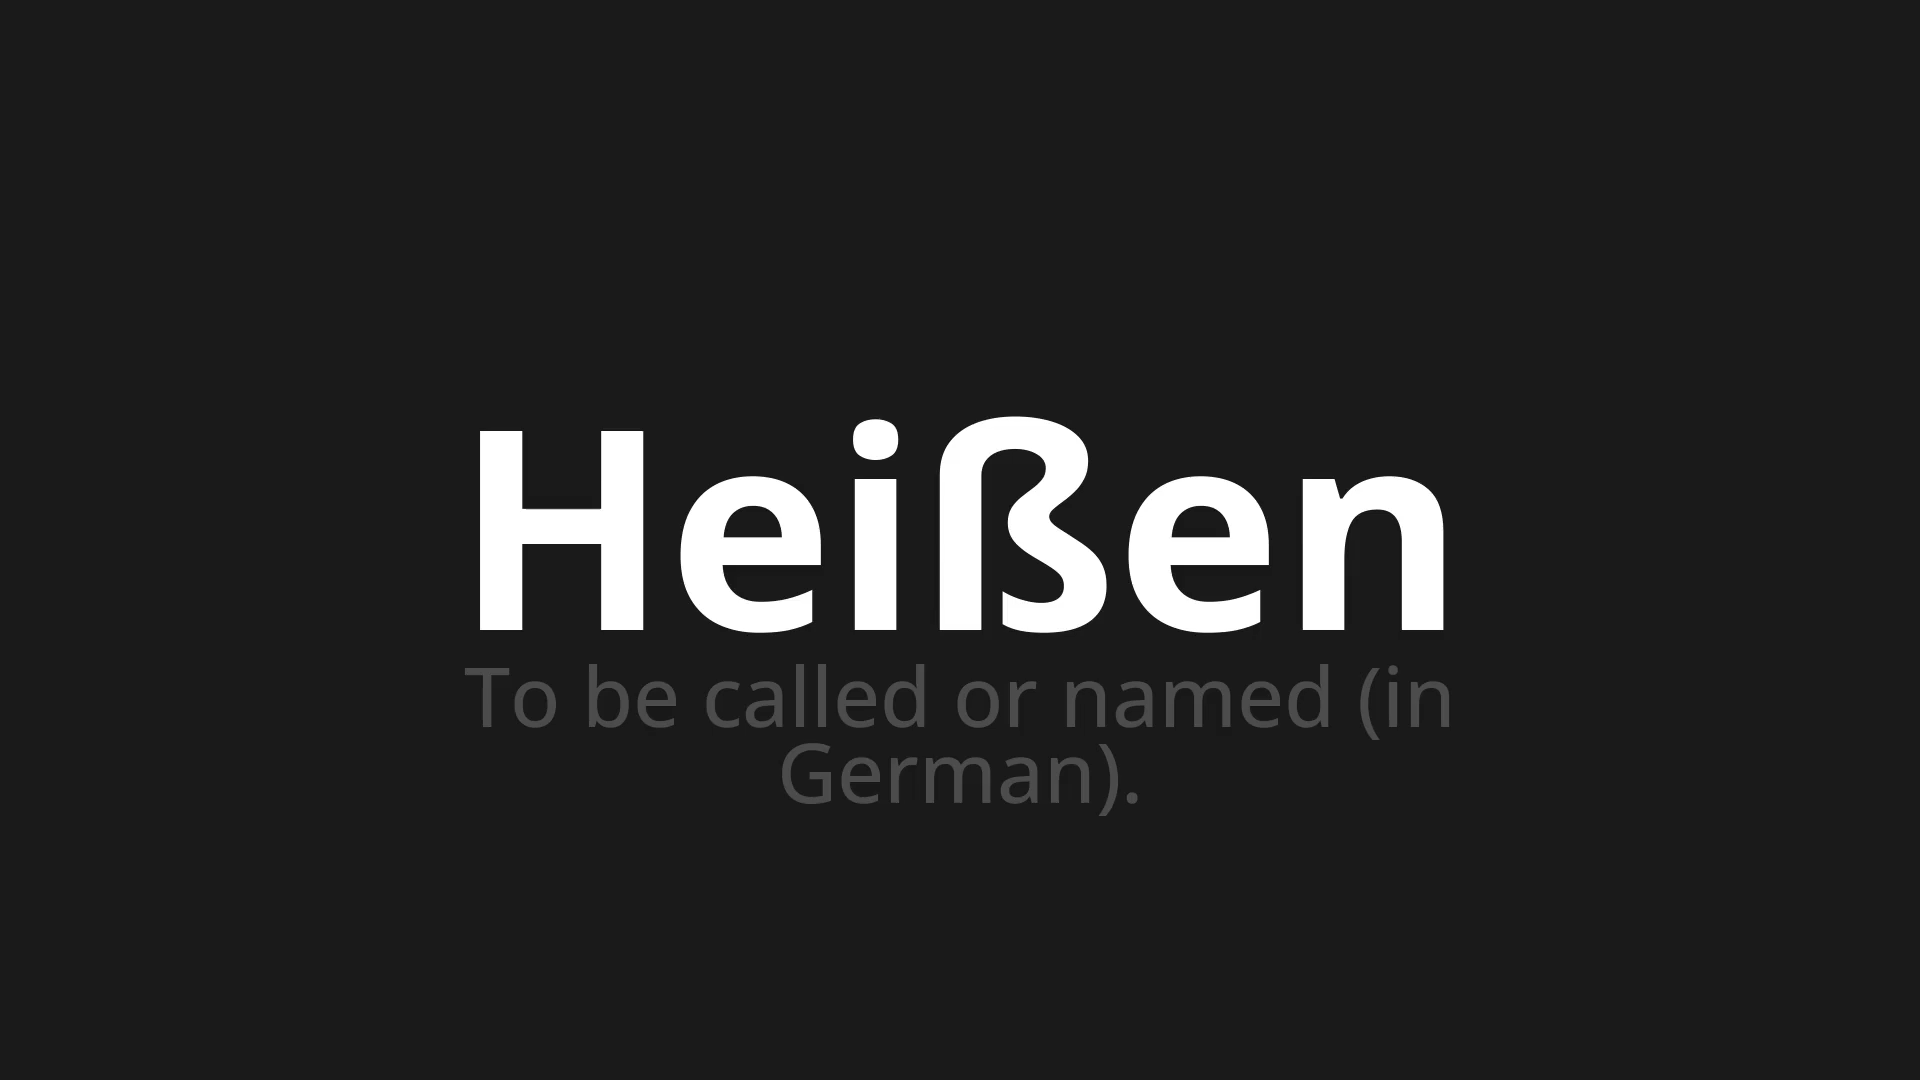 Heißen
To be called or named (in
German).